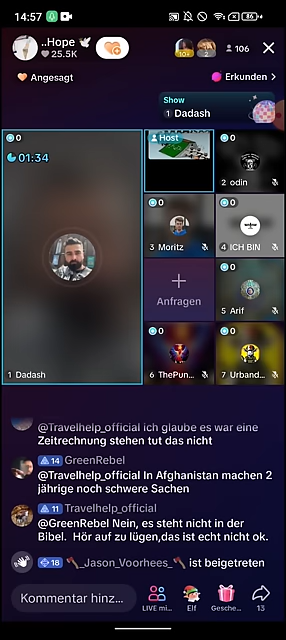 14:57
86
..Hope 🕊
25.5K
10+
2
106
Angesagt
Erkunden >
Show
1 Dadash
0
01:34
1 Dadash
Host
0
2 odin
0
3 Moritz
0
4 ICH BIN
+
Anfragen
0
5 Arif
0
6 ThePun...
0
7 Urband...
@Travelhelp_official ich glaube es war eine
Zeitrechnung stehen tut das nicht
14 GreenRebel
@Travelhelp_official In Afghanistan machen 2
jährige noch schwere Sachen
11 Travelhelp_official
@GreenRebel Nein, es steht nicht in der
Bibel. Hör auf zu lügen,das ist echt nicht ok.
18 🪓_Jason_Voorhees_🪓 ist beigetreten
Kommentar hinz...
LIVE mi...
Elf
Gesche...
13